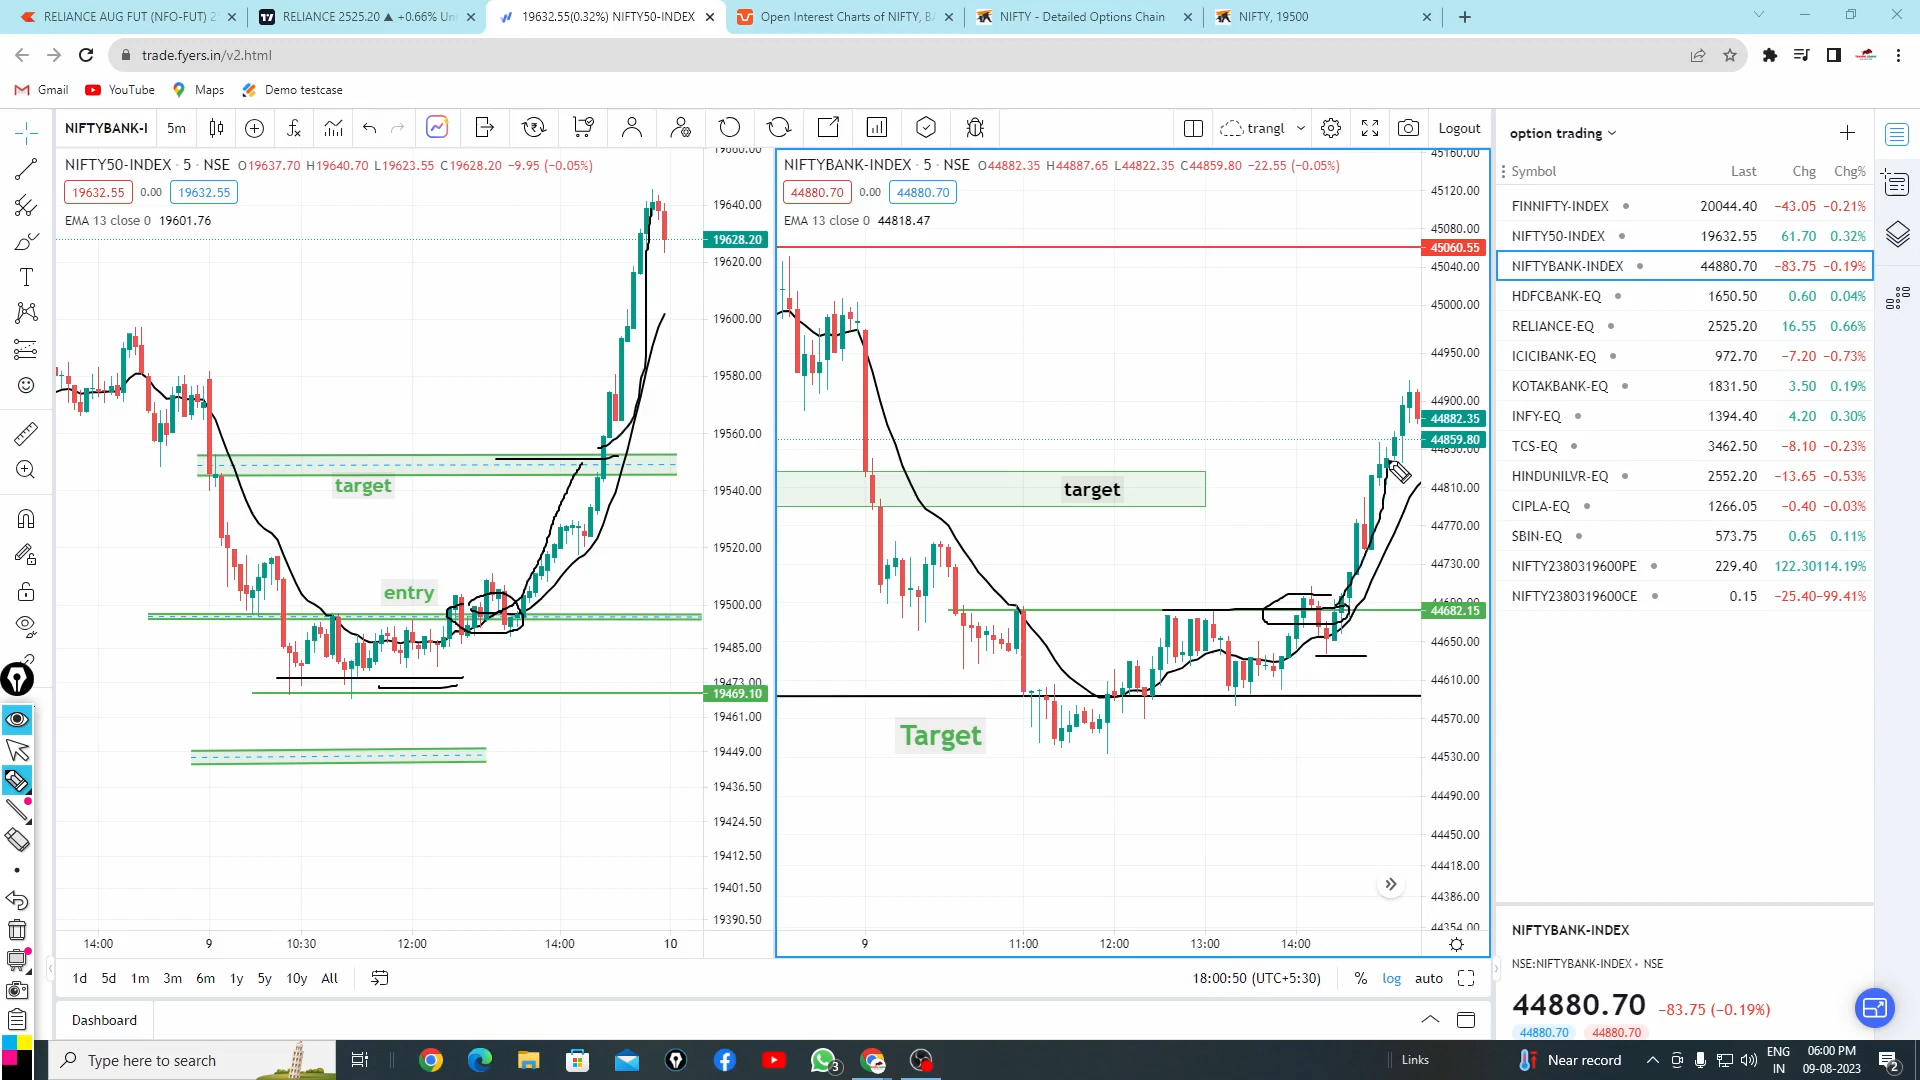 RELIANCE AUG FUT (NFO-FUT) 2
RELIANCE 2525.20 ▲ +0.66% Un
19632.55(0.32%) NIFTY50-INDEX
Open Interest Charts of NIFTY, B
NIFTY - Detailed Options Chain
NIFTY, 19500
trade.fyers.in/v2.html
Gmail
YouTube
Maps
Demo testcase
NIFTYBANK-I
5m
trangl
Logout
option trading
NIFTY50-INDEX · 5 · NSE O19637.70 H19640.70 L19623.55 C19628.20 −9.95 (−0.05%)
19632.55 0.00 19632.55
EMA 13 close 0 19601.76
target
entry
19640.00
19628.20
19620.00
19600.00
19580.00
19560.00
19540.00
19520.00
19500.00
19485.00
19473.00
19469.10
19461.00
19449.00
19436.50
19424.50
19412.50
19401.50
19390.50
14:00 9 10:30 12:00 14:00 10
NIFTYBANK-INDEX · 5 · NSE O44882.35 H44887.65 L44822.35 C44859.80 −22.55 (−0.05%)
44880.70 0.00 44880.70
EMA 13 close 0 44818.47
target
Target
45160.00
45120.00
45080.00
45060.55
45040.00
45000.00
44950.00
44900.00
44882.35
44859.80
44850.00
44810.00
44770.00
44730.00
44690.00
44682.15
44650.00
44610.00
44570.00
44530.00
44490.00
44450.00
44418.00
44386.00
44354.00
9 11:00 12:00 13:00 14:00
1d 5d 1m 3m 6m 1y 5y 10y All
18:00:50 (UTC+5:30) % log auto
Dashboard
Symbol Last Chg Chg%
FINNIFTY-INDEX 20044.40 −43.05 −0.21%
NIFTY50-INDEX 19632.55 61.70 0.32%
NIFTYBANK-INDEX 44880.70 −83.75 −0.19%
HDFCBANK-EQ 1650.50 0.60 0.04%
RELIANCE-EQ 2525.20 16.55 0.66%
ICICIBANK-EQ 972.70 −7.20 −0.73%
KOTAKBANK-EQ 1831.50 3.50 0.19%
INFY-EQ 1394.40 4.20 0.30%
TCS-EQ 3462.50 −8.10 −0.23%
HINDUNILVR-EQ 2552.20 −13.65 −0.53%
CIPLA-EQ 1266.05 −0.40 −0.03%
SBIN-EQ 573.75 0.65 0.11%
NIFTY2380319600PE 229.40 122.30114.19%
NIFTY2380319600CE 0.15 −25.40−99.41%
NIFTYBANK-INDEX
NSE:NIFTYBANK-INDEX • NSE
44880.70 −83.75 (−0.19%)
44880.70 44880.70
Type here to search
3
Links
Near record
ENG
IN
06:00 PM
09-08-2023
2